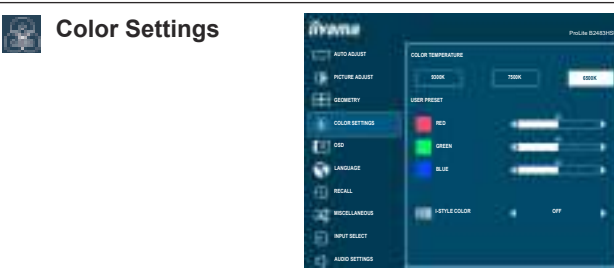 Color Settings
iiyama
ProLite B2483HS
AUTO ADJUST
PICTURE ADJUST
GEOMETRY
COLOR SETTINGS
OSD
LANGUAGE
RECALL
MISCELLANEOUS
INPUT SELECT
AUDIO SETTINGS
COLOR TEMPERATURE
9300K
7500K
6500K
USER PRESET
RED
GREEN
BLUE
I-STYLE COLOR
OFF